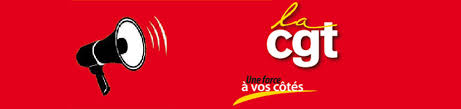 la
cgt
Une force
à vos côtés